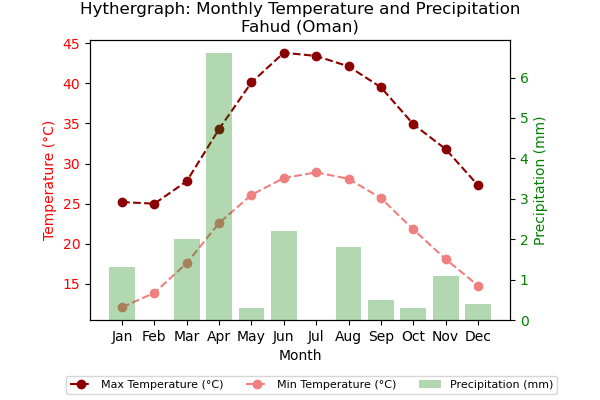 Hythergraph: Monthly Temperature and Precipitation
Fahud (Oman)
45
40
35
30
25
20
15
Temperature (°C)
6
5
4
3
2
1
0
Precipitation (mm)
Jan Feb Mar Apr May Jun Jul Aug Sep Oct Nov Dec
Month
Max Temperature (°C) Min Temperature (°C) Precipitation (mm)